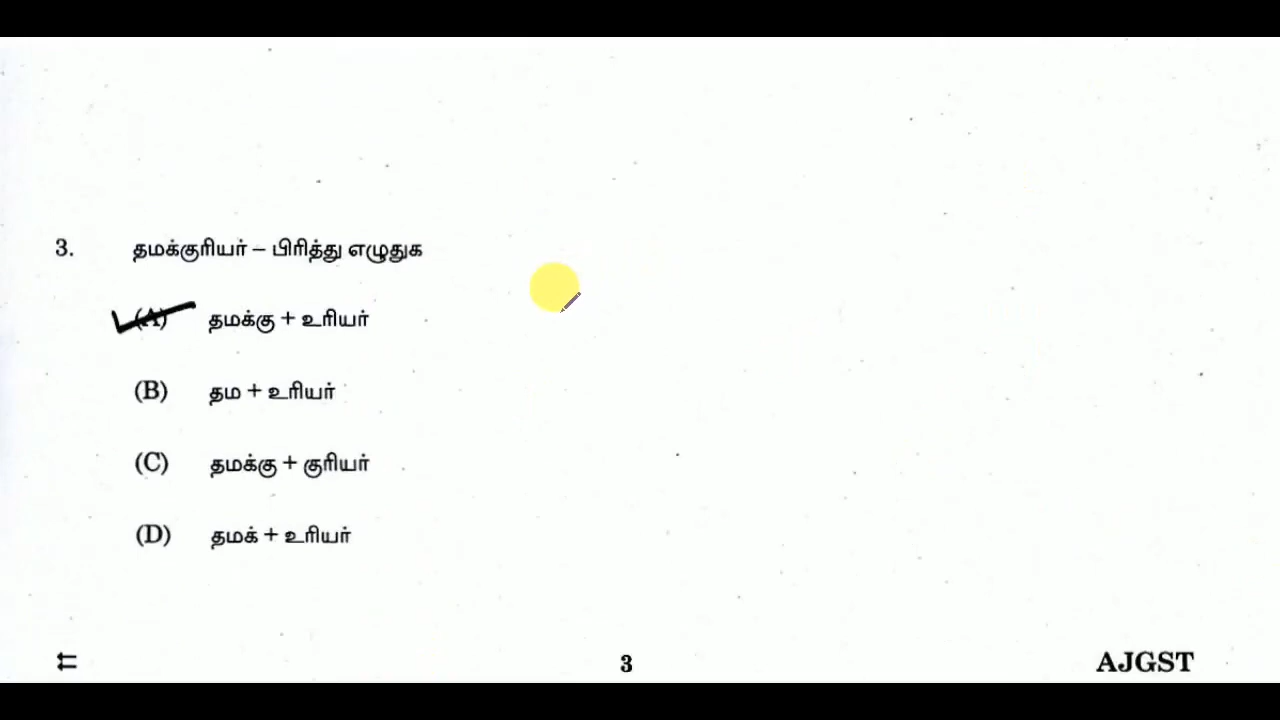 3. தமக்குரியர் – பிரித்து எழுதுக
(A) தமக்கு + உரியர்
(B) தம + உரியர்
(C) தமக்கு + குரியர்
(D) தமக் + உரியர்
3 AJGST